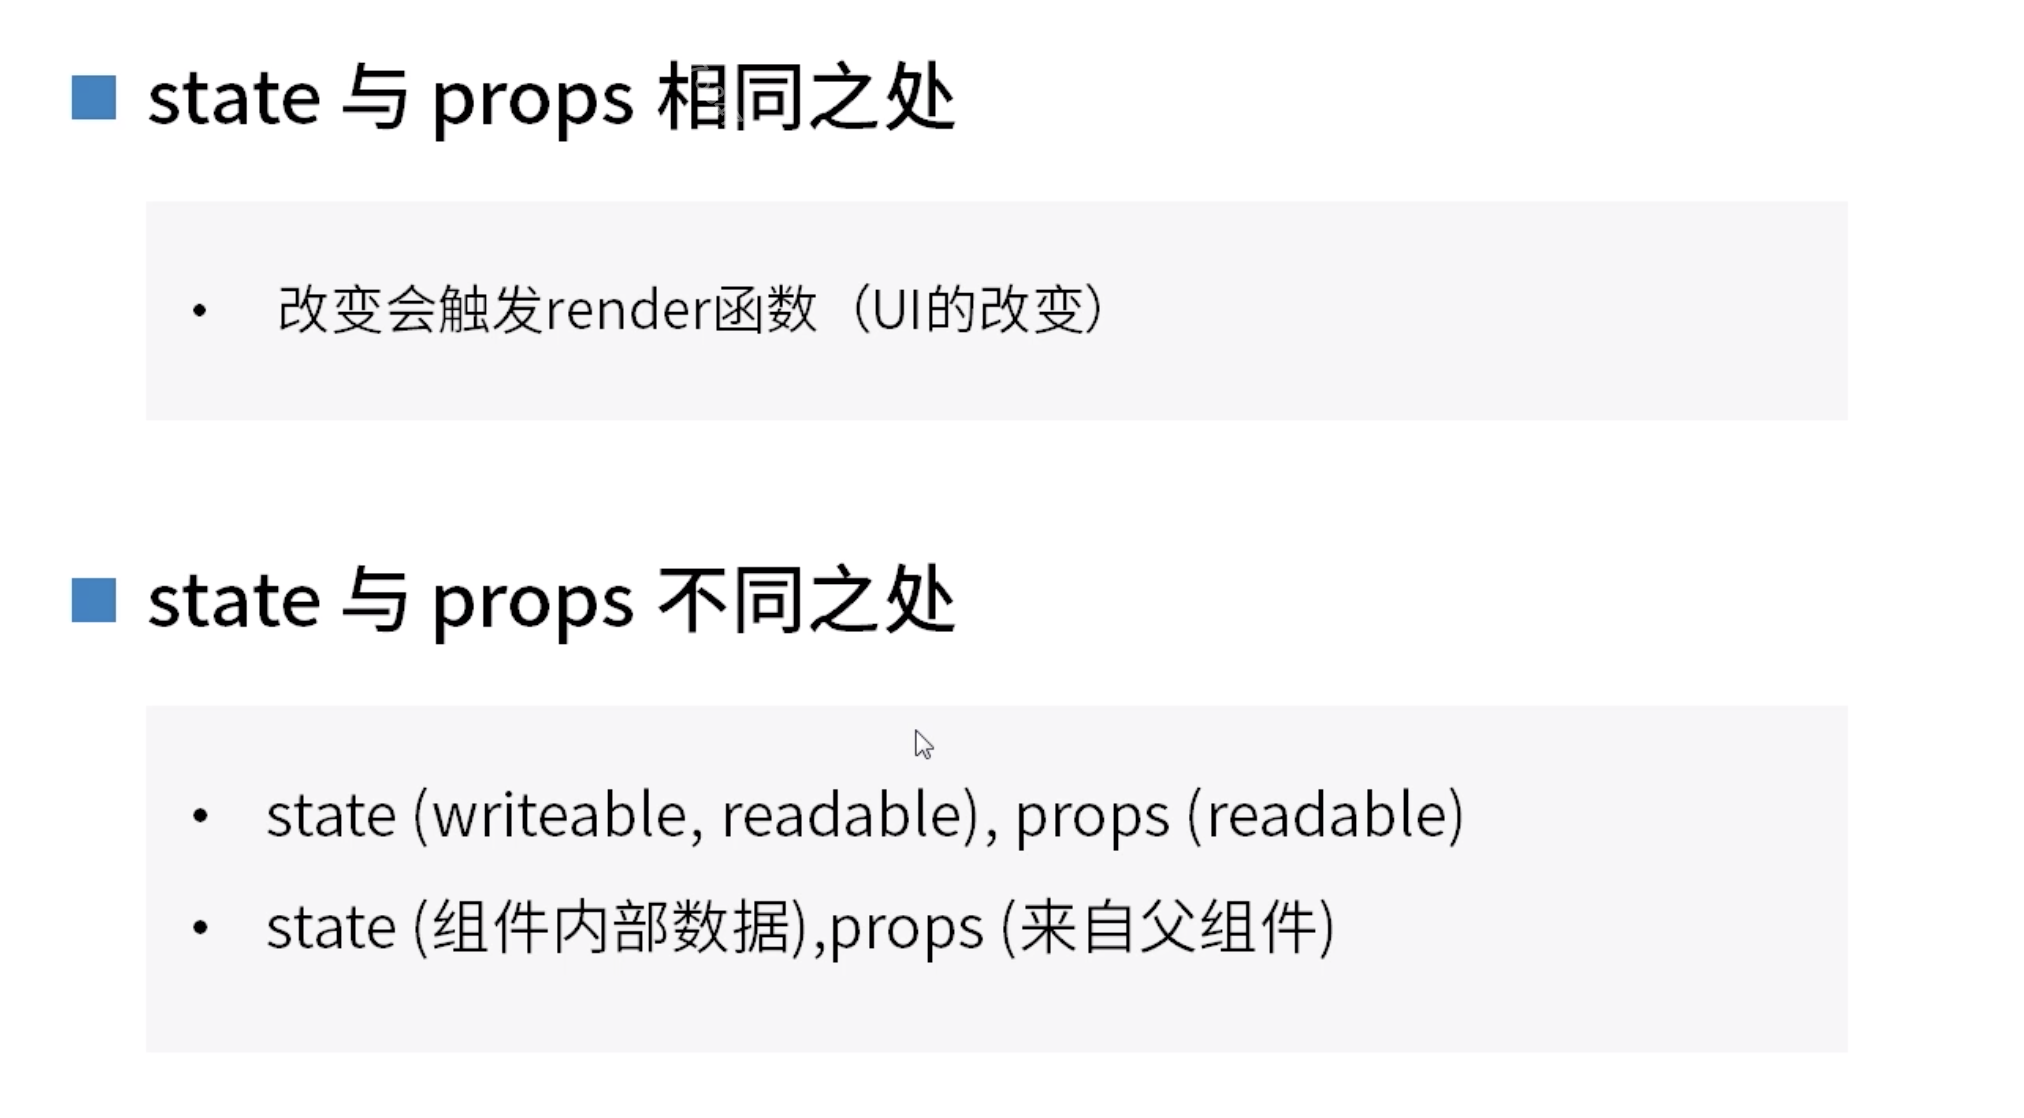 state 与 props 相同之处
• 改变会触发render函数（UI的改变）
state 与 props 不同之处
• state (writeable, readable), props (readable)
• state (组件内部数据),props (来自父组件)